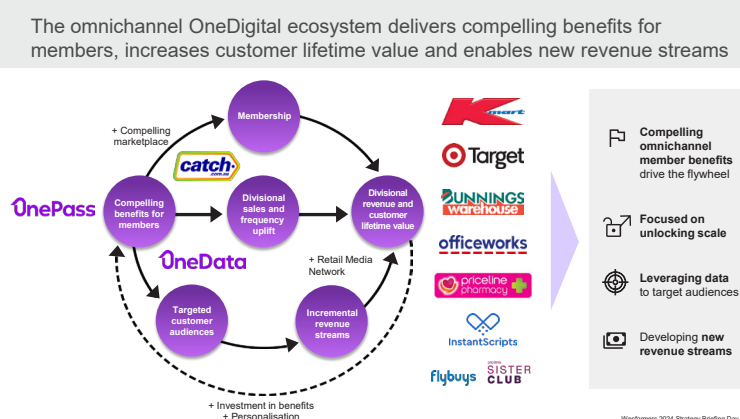 The omnichannel OneDigital ecosystem delivers compelling benefits for
members, increases customer lifetime value and enables new revenue streams
Membership
+ Compelling
marketplace
catch
.com.au
OnePass
Compelling
benefits for
members
Divisional
sales and
frequency
uplift
Divisional
revenue and
customer
lifetime value
OneData
+ Retail Media
Network
Targeted
customer
audiences
Incremental
revenue
streams
+ Investment in benefits
+ Personalisation
Kmart
Target
BUNNINGS
warehouse
officeworks
priceline
pharmacy
InstantScripts
flybuys
SISTER
CLUB
Compelling
omnichannel
member benefits
drive the flywheel
Focused on
unlocking scale
Leveraging data
to target audiences
Developing new
revenue streams
Wesfarmers 2024 Strategy Briefing Day